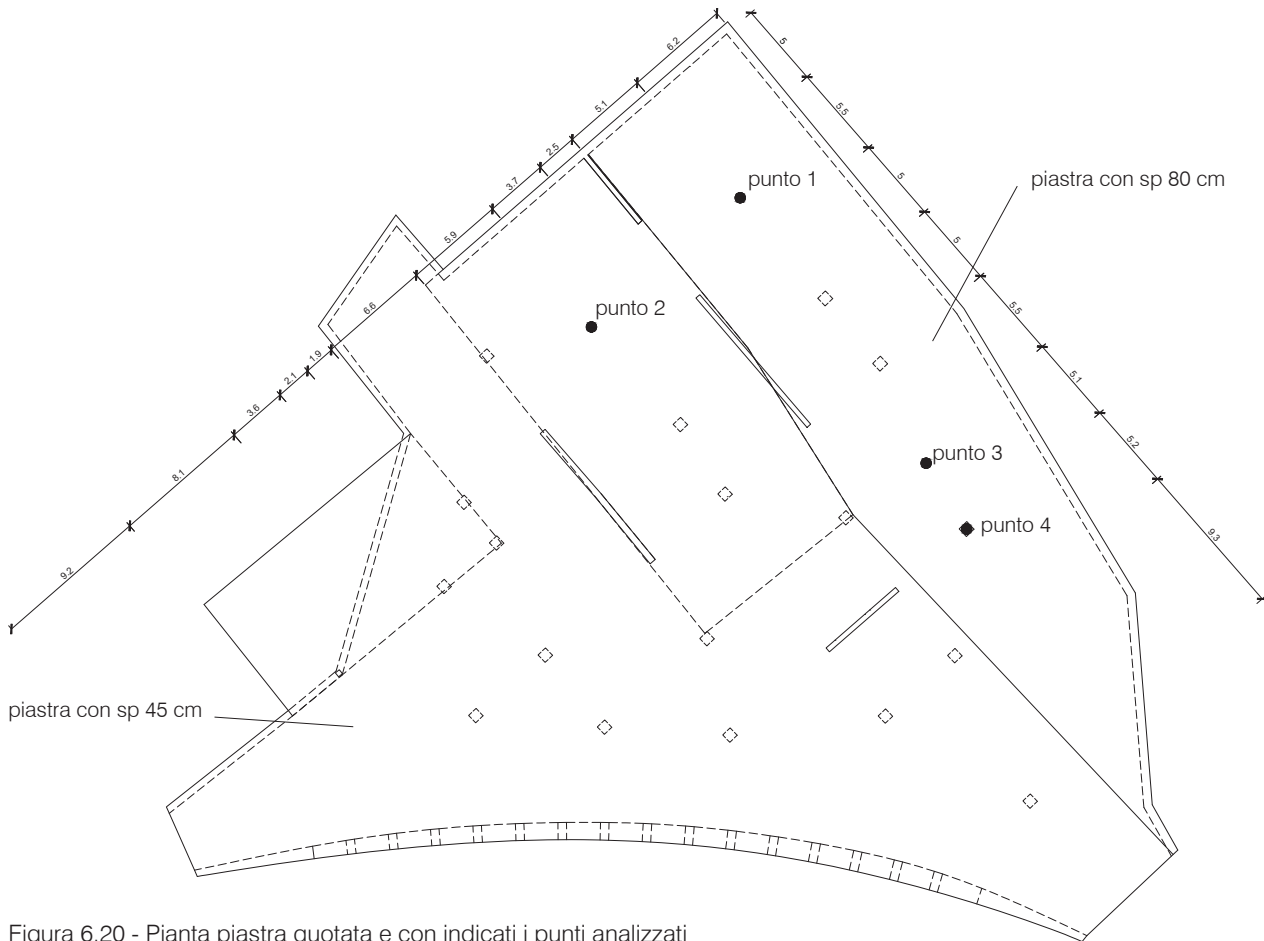 6.2
5
5.1
5.5
2.5
3.7
5
punto 1
piastra con sp 80 cm
5.9
5
6.6
punto 2
5.5
1.9
2.1
5.1
3.6
punto 3
5.2
8.1
punto 4
9.3
9.2
piastra con sp 45 cm
Figura 6.20 - Pianta piastra quotata e con indicati i punti analizzati